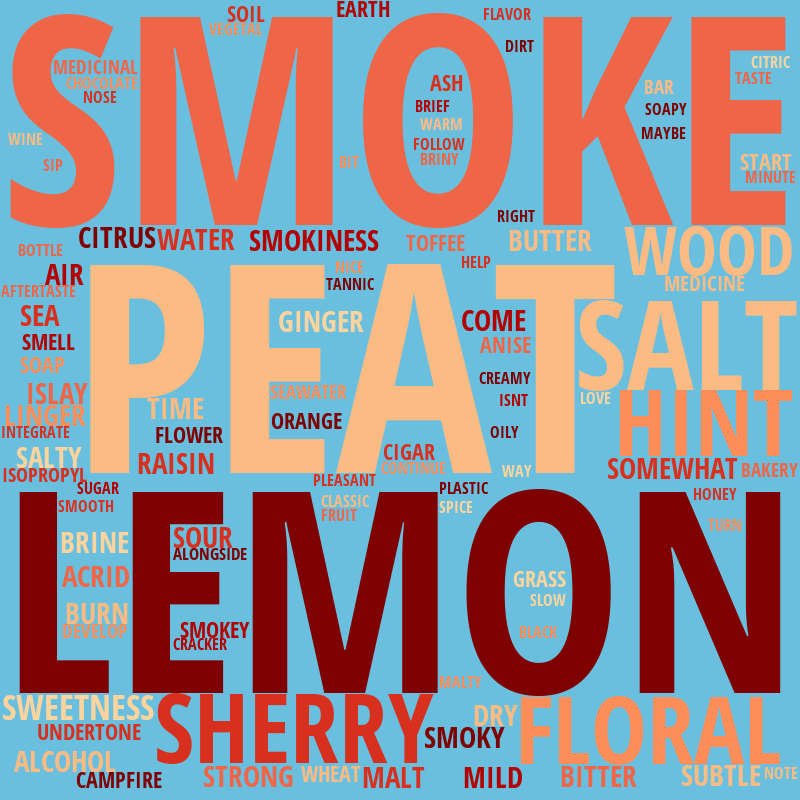 SMOKE
SOIL
VEGETAL
EARTH
FLAVOR
DIRT
CITRIC
TASTE
MEDICINAL
CHOCOLATE
NOSE
ASH
BRIEF
WARM
FOLLOW
BRINY
BAR
SOAPY
MAYBE
WINE
SIP
BIT
START
MINUTE
RIGHT
CITRUS
WATER
SMOKINESS
TOFFEE
BUTTER
WOOD
BOTTLE
AIR
NICE
HELP
TANNIC
MEDICINE
AFTERTASTE
PEAT
SEA
GINGER
COME
SALT
SMELL
ANISE
SOAP
CREAMY
ISLAY
SEAWATER
ISNT
LOVE
HINT
LINGER
TIME
ORANGE
INTEGRATE
FLOWER
OILY
SALTY
RAISIN
CIGAR
CONTINUE
WAY
SOMEWHAT
BAKERY
ISOPROPYL
PLEASANT
SUGAR
PLASTIC
HONEY
SMOOTH
CLASSIC
SPICE
FRUIT
TURN
LEMON
BRINE
SOUR
ALONGSIDE
ACRID
GRASS
SLOW
BURN
DEVELOP
SMOKEY
CRACKER
BLACK
MALTY
SWEETNESS
SHERRY
DRY
FLORAL
UNDERTONE
SMOKY
ALCOHOL
CAMPFIRE
STRONG
WHEAT
MALT
MILD
BITTER
SUBTLE
NOTE